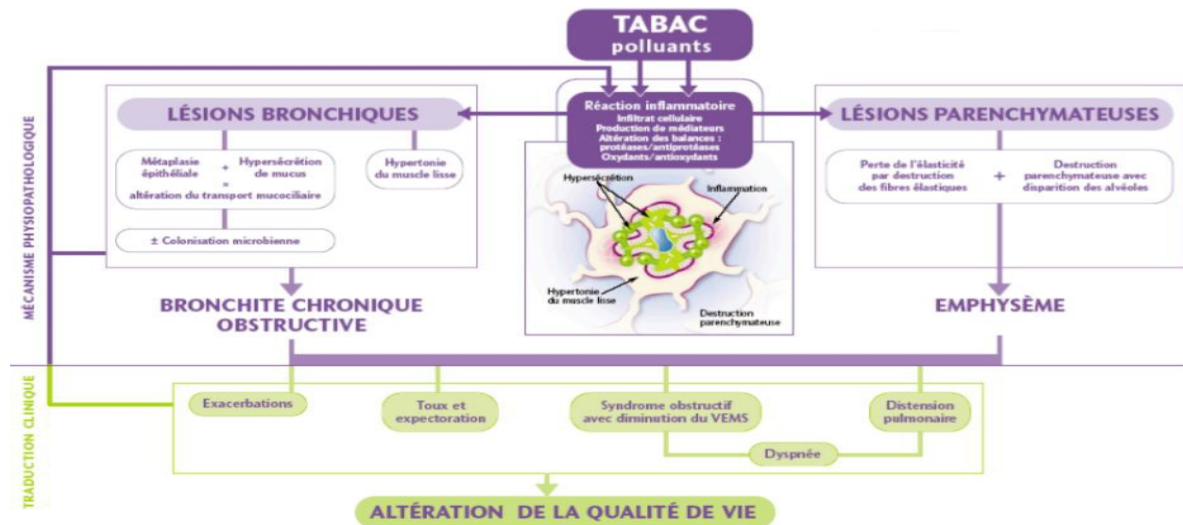 TABAC
polluants
LÉSIONS BRONCHIQUES
Métaplasie
épithéliale
+
Hypersécrétion
de mucus
=
altération du transport mucociliaire
Hypertonie
du muscle lisse
± Colonisation microbienne
BRONCHITE CHRONIQUE
OBSTRUCTIVE
Réaction inflammatoire
Infiltrat cellulaire
Production de médiateurs
Altération des balances :
protéases/antiprotéases
Oxydants/antioxydants
Hypersécrétion
Inflammation
Hypertonie
du muscle lisse
Destruction
parenchymateuse
LÉSIONS PARENCHYMATEUSES
Perte de l'élasticité
par destruction
des fibres élastiques
+
Destruction
parenchymateuse avec
disparition des alvéoles
EMPHYSÈME
MÉCANISME PHYSIOPATHOLOGIQUE
TRADUCTION CLINIQUE
Exacerbations
Toux et
expectoration
Syndrome obstructif
avec diminution du VEMS
Distension
pulmonaire
Dyspnée
ALTÉRATION DE LA QUALITÉ DE VIE